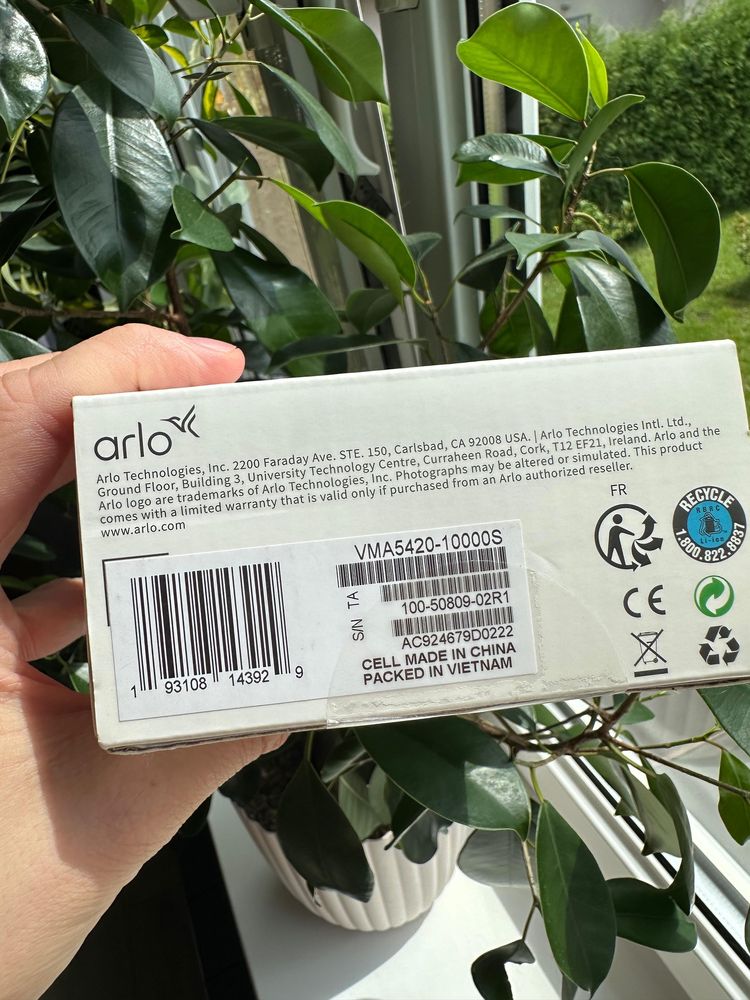 arlo
Arlo Technologies, Inc. 2200 Faraday Ave. STE. 150, Carlsbad, CA 92008 USA. | Arlo Technologies Intl. Ltd.,
Ground Floor, Building 3, University Technology Centre, Curraheen Road, Cork, T12 EF21, Ireland. Arlo and the
Arlo logo are trademarks of Arlo Technologies, Inc. Photographs may be altered or simulated. This product
comes with a limited warranty that is valid only if purchased from an Arlo authorized reseller.
www.arlo.com
FR
RECYCLE
RBRC
Li-ion
1.800.822.8837
CE
VMA5420-10000S
TA
100-50809-02R1
S/N
AC924679D0222
CELL MADE IN CHINA
PACKED IN VIETNAM
1 93108 14392 9